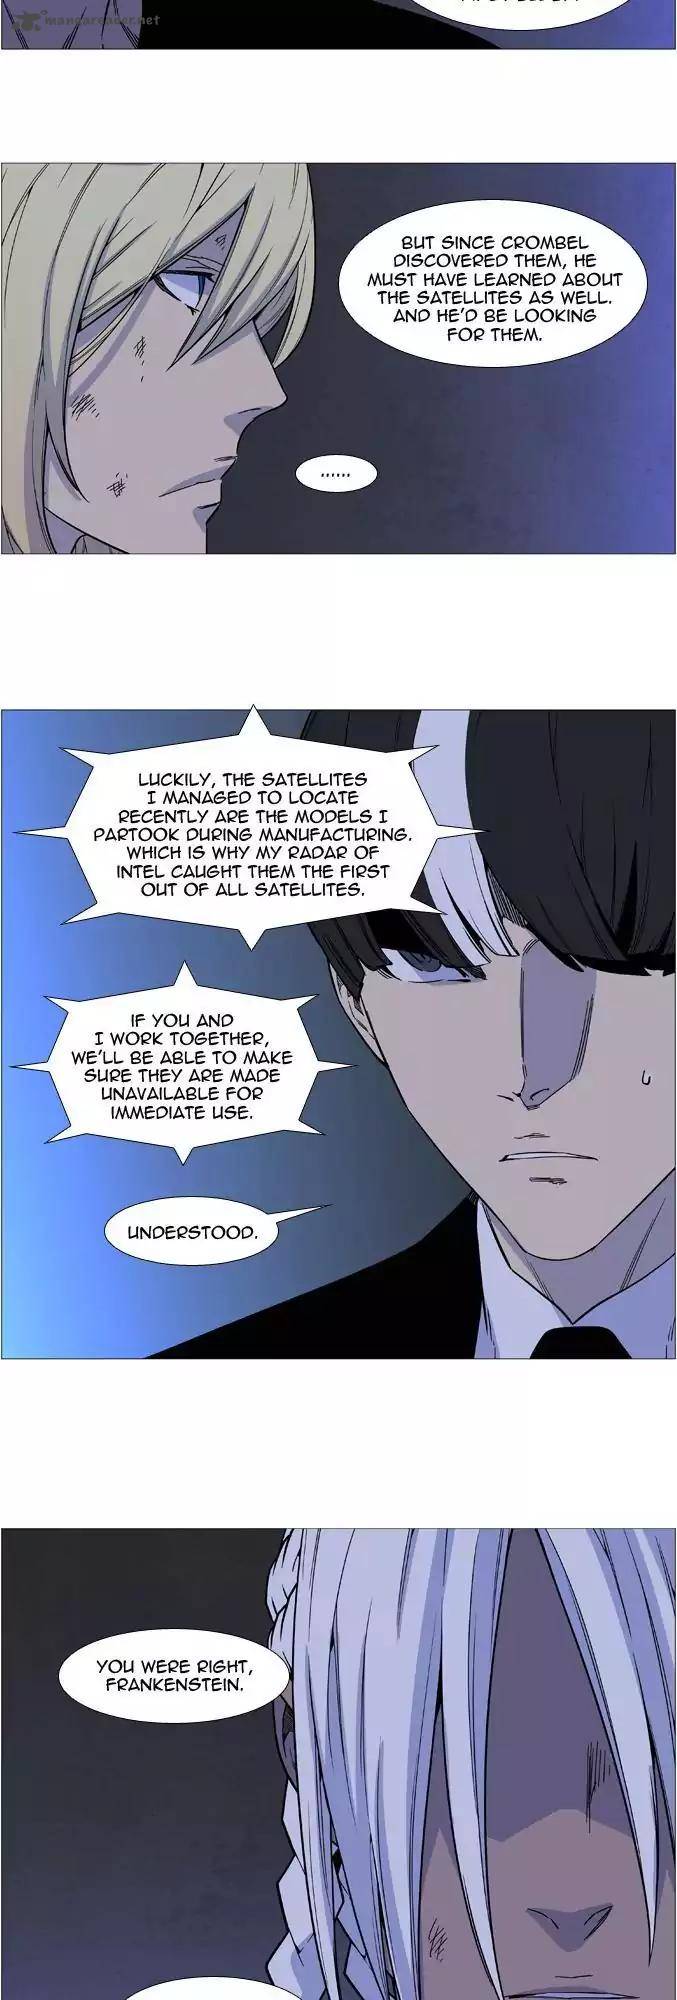 mangareader.net
BUT SINCE CROMBEL
DISCOVERED THEM, HE
MUST HAVE LEARNED ABOUT
THE SATELLITES AS WELL.
AND HE'D BE LOOKING
FOR THEM.
......
LUCKILY, THE SATELLITES
I MANAGED TO LOCATE
RECENTLY ARE THE MODELS I
PARTOOK DURING MANUFACTURING.
WHICH IS WHY MY RADAR OF
INTEL CAUGHT THEM THE FIRST
OUT OF ALL SATELLITES.
IF YOU AND
I WORK TOGETHER,
WE'LL BE ABLE TO MAKE
SURE THEY ARE MADE
UNAVAILABLE FOR
IMMEDIATE USE.
UNDERSTOOD.
YOU WERE RIGHT,
FRANKENSTEIN.